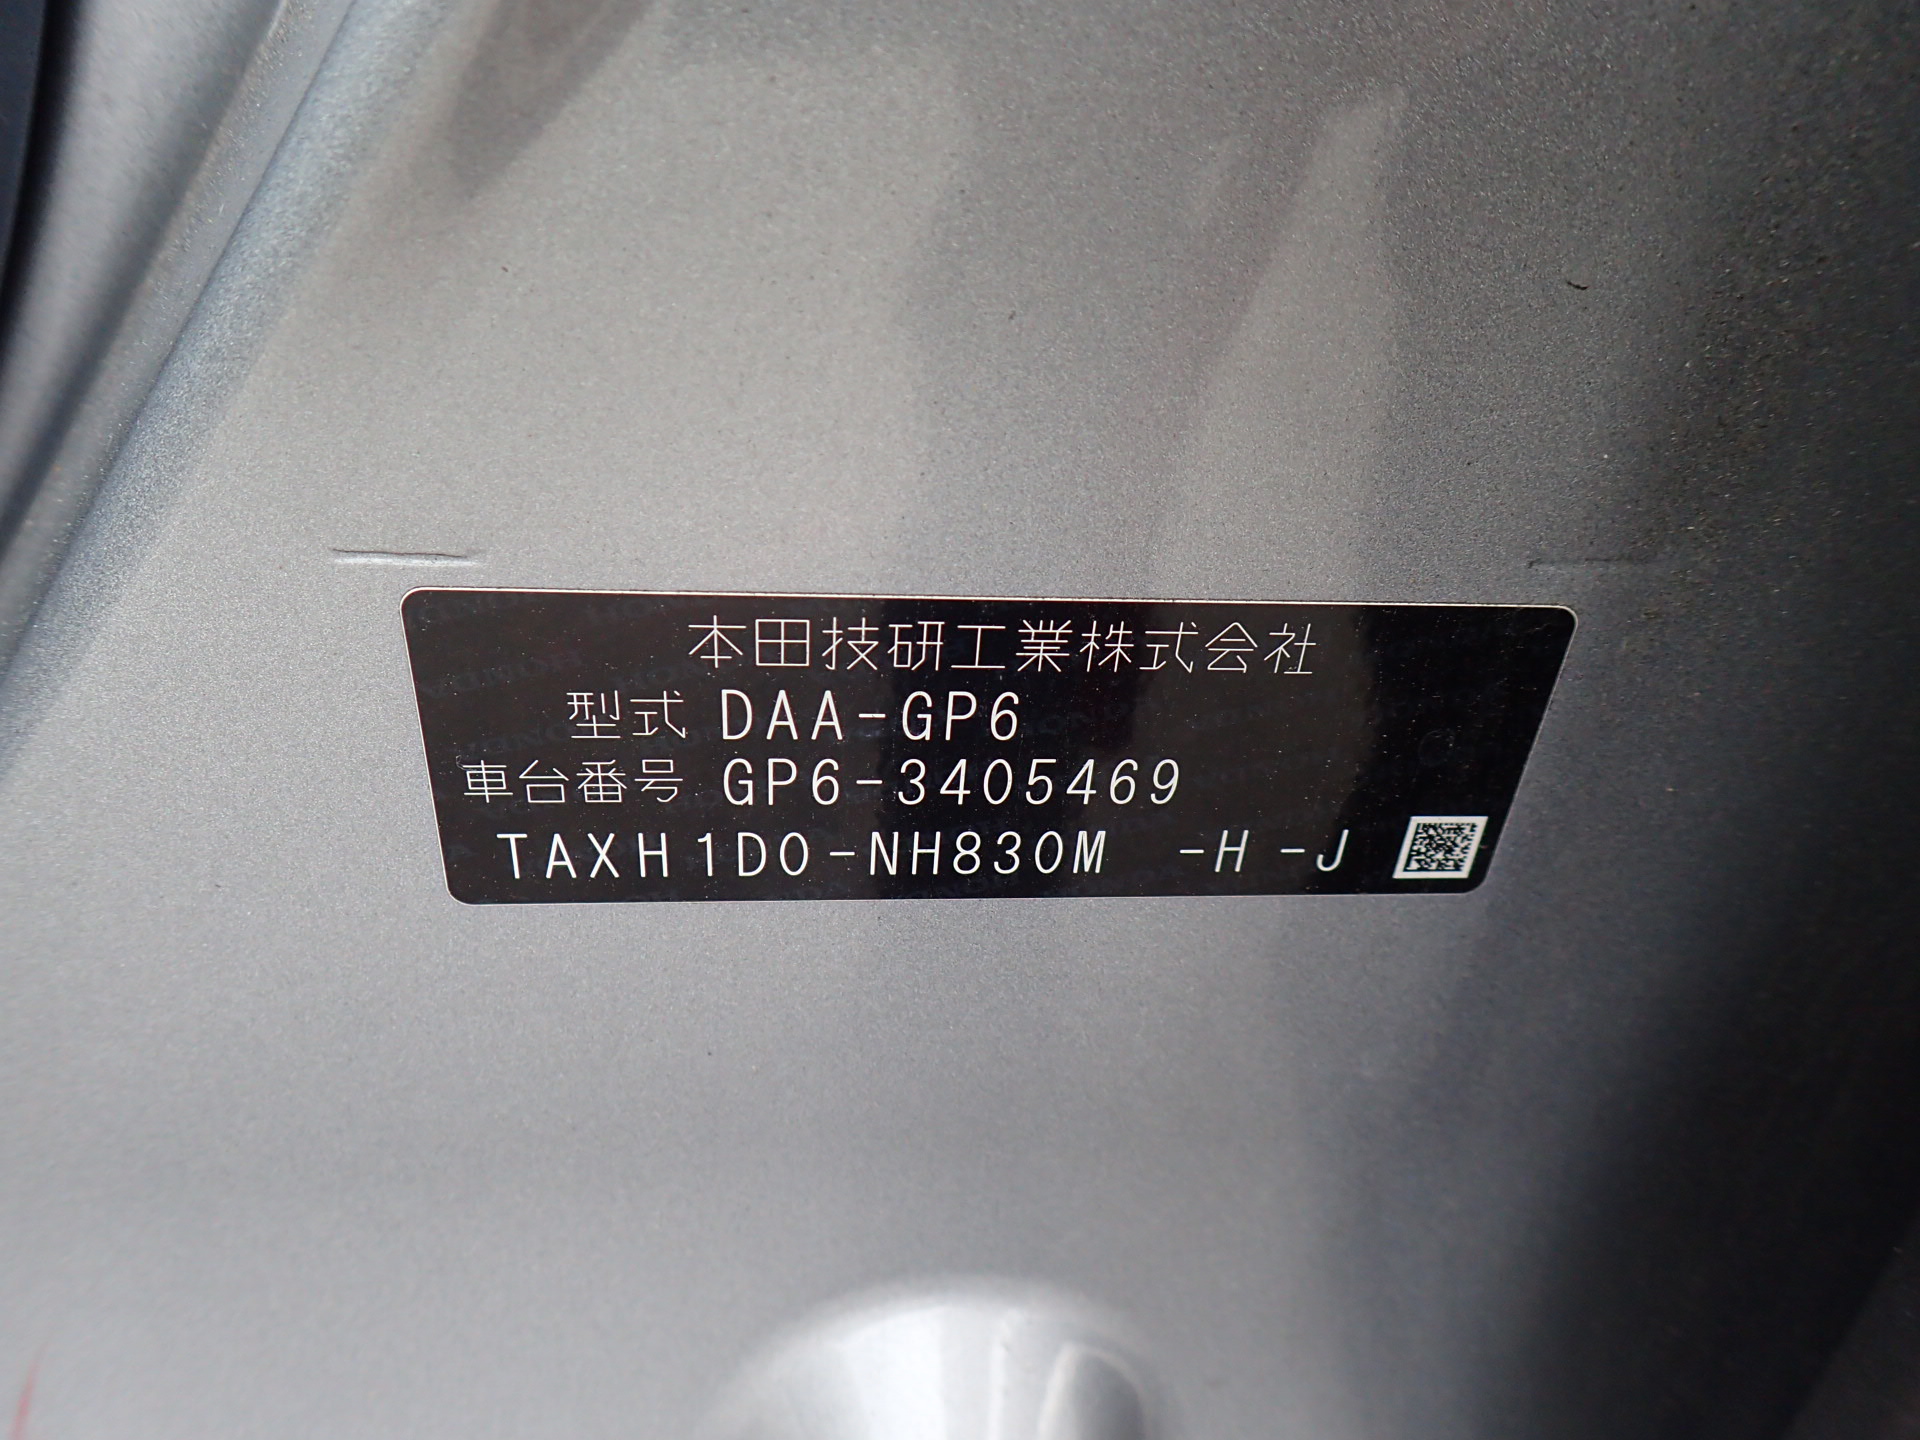 本田技研工業株式会社
型式 DAA-GP6
車台番号 GP6-3405469
TAXH1D0-NH830M -H -J